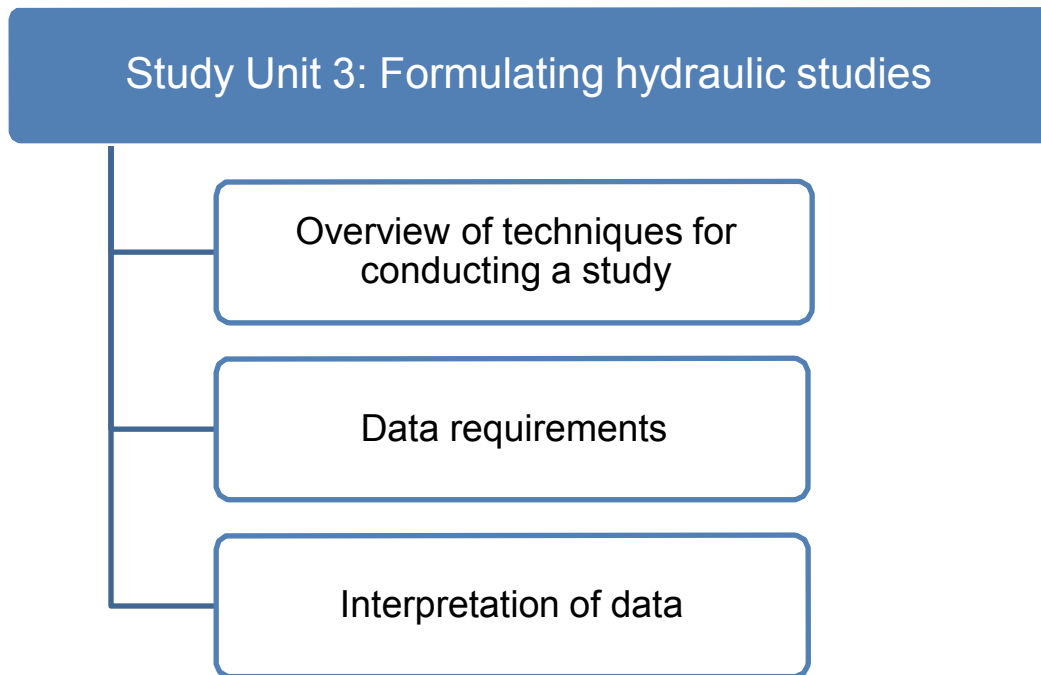 Study Unit 3: Formulating hydraulic studies
Overview of techniques for
conducting a study
Data requirements
Interpretation of data